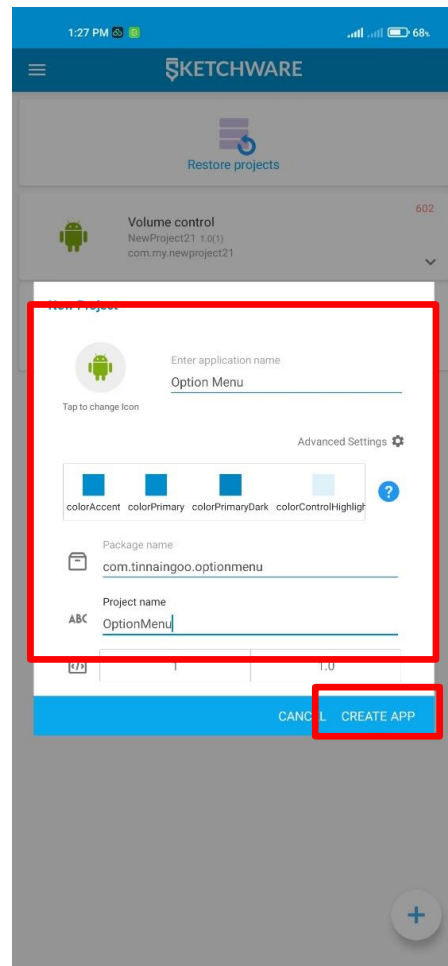 1:27 PM 68%
SKETCHWARE
Restore projects
602
Volume control
NewProject21 1.0(1)
com.my.newproject21
New Project
Enter application name
Option Menu
Tap to change Icon
Advanced Settings
?
colorAccent colorPrimary colorPrimaryDark colorControlHighligh
Package name
com.tinnaingoo.optionmenu
Project name
ABC
OptionMenu
1 1.0
CANCEL CREATE APP
+